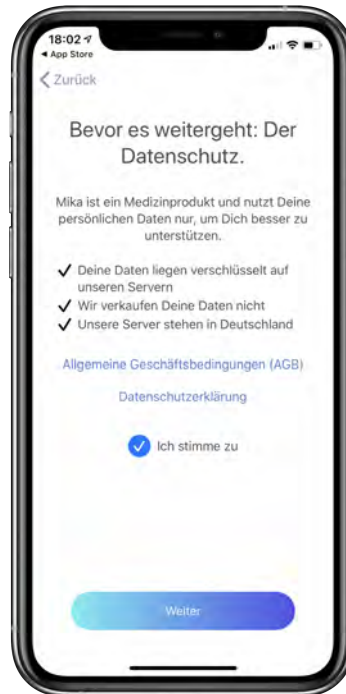 18:02
App Store
Zurück
Bevor es weitergeht: Der
Datenschutz.
Mika ist ein Medizinprodukt und nutzt Deine
persönlichen Daten nur, um Dich besser zu
unterstützen.
Deine Daten liegen verschlüsselt auf
unseren Servern
Wir verkaufen Deine Daten nicht
Unsere Server stehen in Deutschland
Allgemeine Geschäftsbedingungen (AGB)
Datenschutzerklärung
Ich stimme zu
Weiter